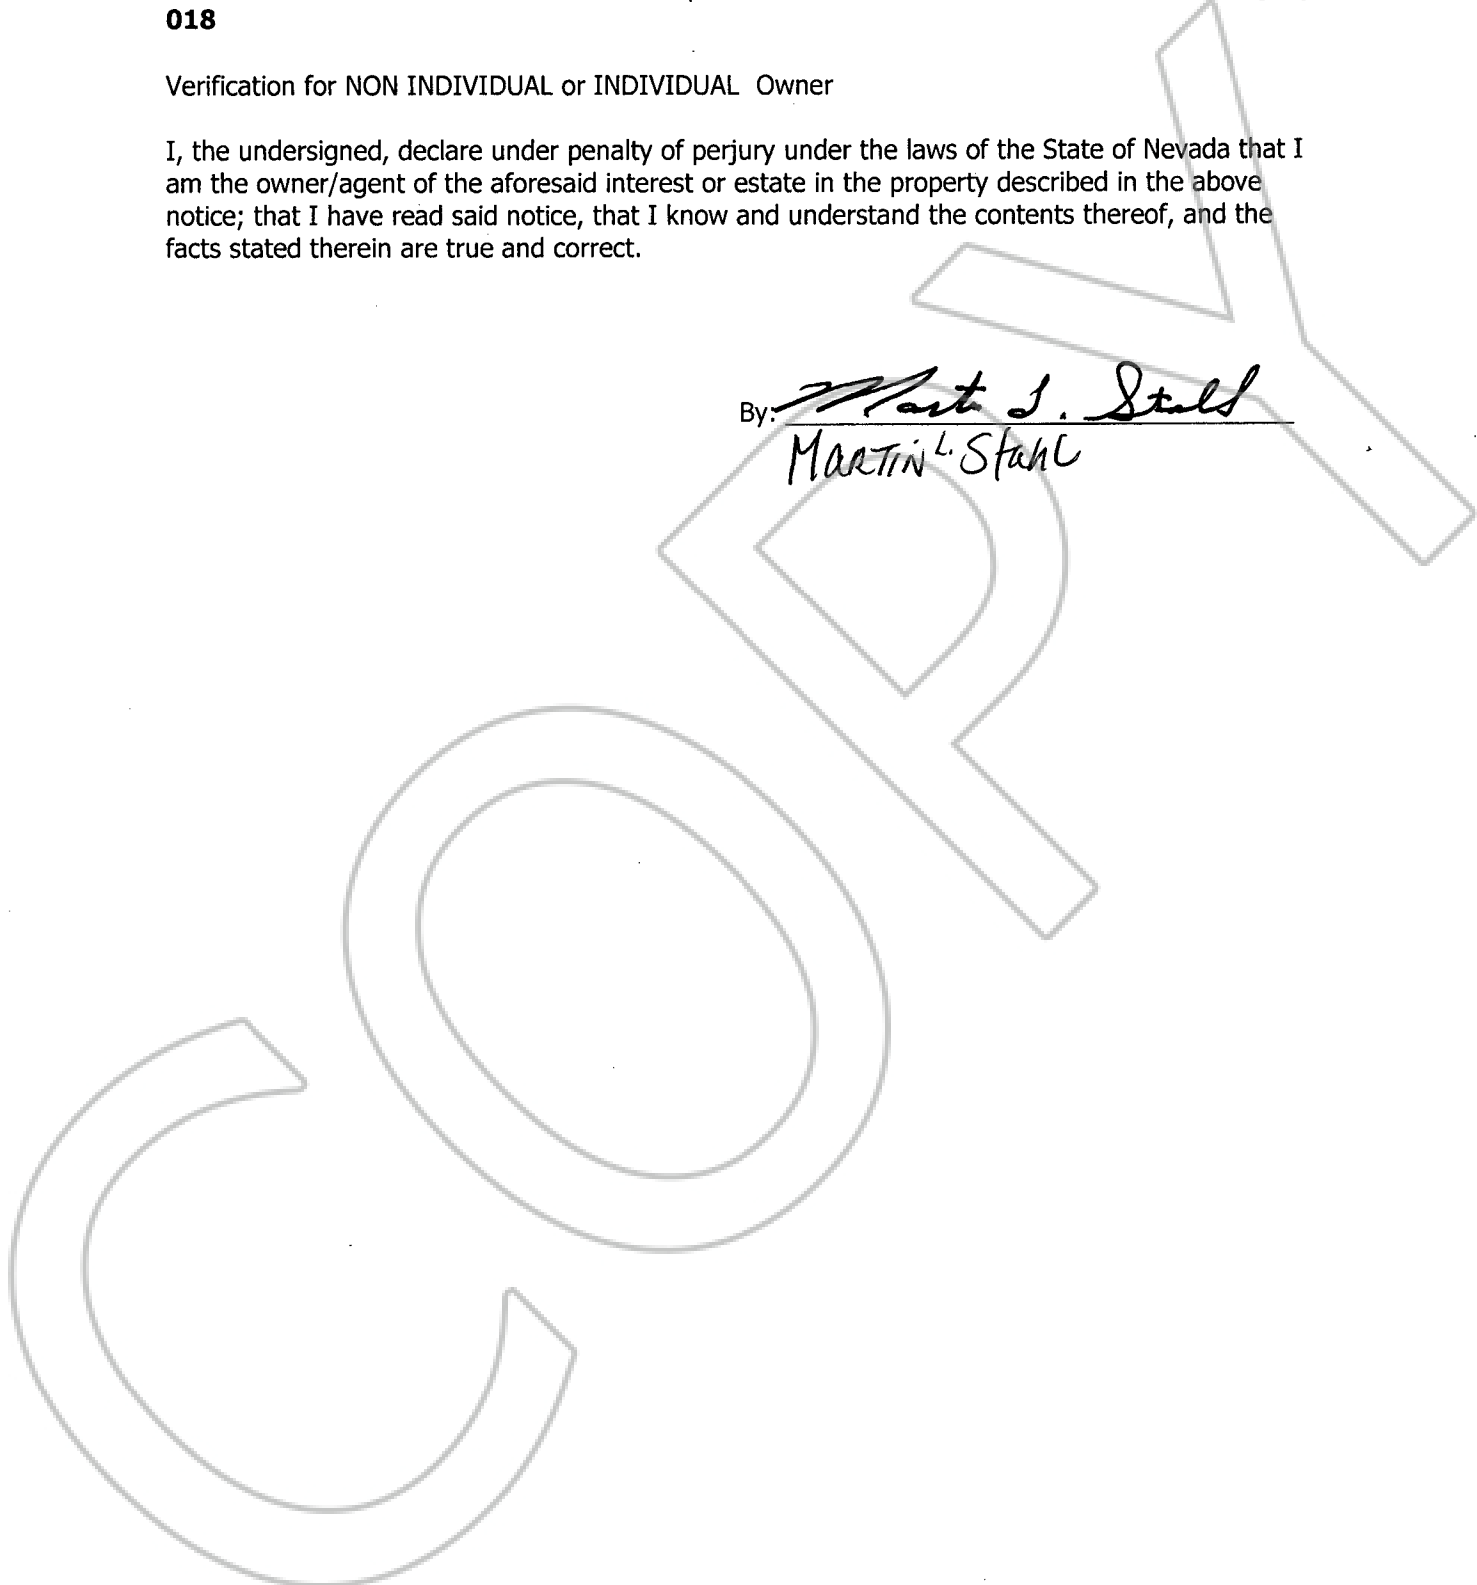 018
Verification for NON INDIVIDUAL or INDIVIDUAL Owner
I, the undersigned, declare under penalty of perjury under the laws of the State of Nevada that I
am the owner/agent of the aforesaid interest or estate in the property described in the above
notice; that I have read said notice, that I know and understand the contents thereof, and the
facts stated therein are true and correct.
By: Martin L. Stahl
MARTIN L. Stahl
COPY